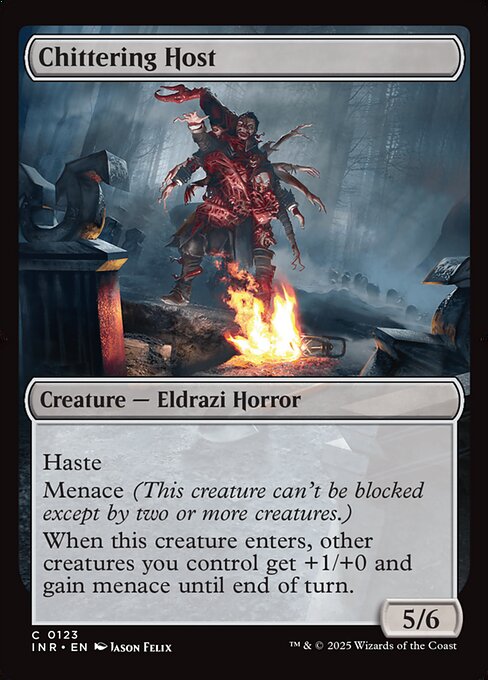 Chittering Host
Creature — Eldrazi Horror
Haste
Menace (This creature can't be blocked
except by two or more creatures.)
When this creature enters, other
creatures you control get +1/+0 and
gain menace until end of turn.
5/6
C 0123
INR • EN Jason Felix
™ & © 2025 Wizards of the Coast